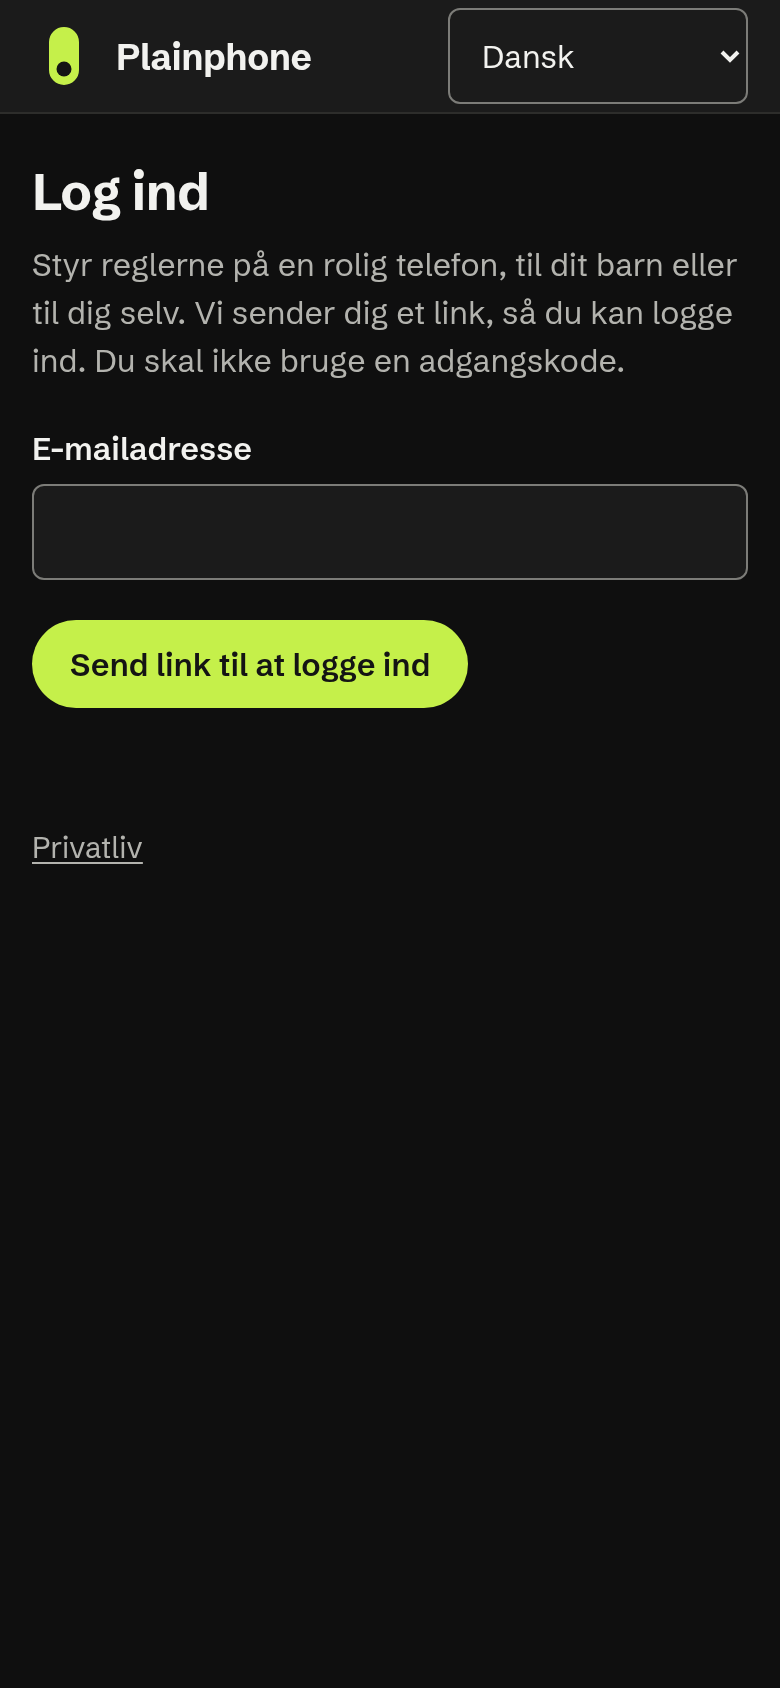 Plainphone
Dansk
Log ind
Styr reglerne på en rolig telefon, til dit barn eller
til dig selv. Vi sender dig et link, så du kan logge
ind. Du skal ikke bruge en adgangskode.
E-mailadresse
Send link til at logge ind
Privatliv